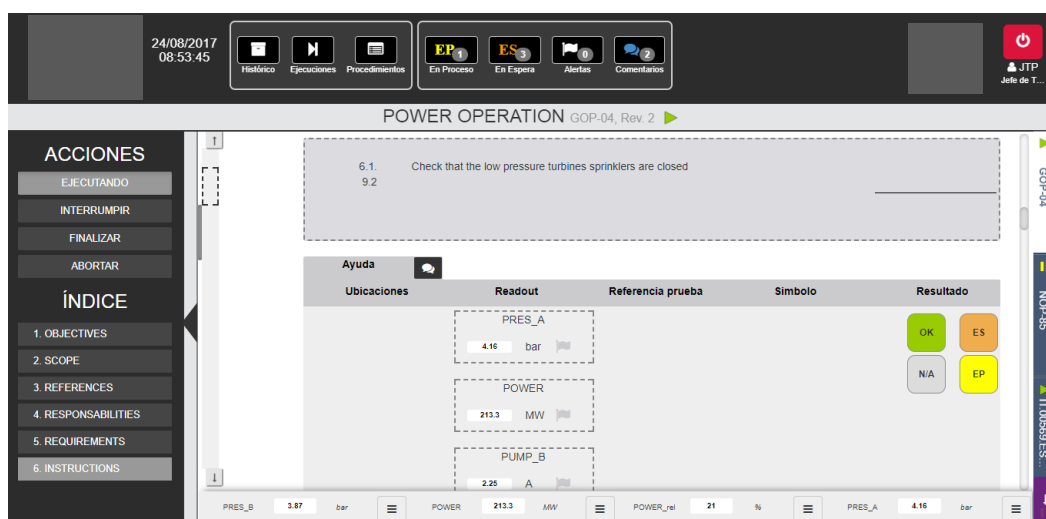 24/08/2017
08:53:45
Histórico
Ejecuciones
Procedimientos
EP 1
En Proceso
ES 3
En Espera
0
Alertas
2
Comentarios
JTP
Jefe de T...
POWER OPERATION GOP-04, Rev. 2
ACCIONES
EJECUTANDO
INTERRUMPIR
FINALIZAR
ABORTAR
ÍNDICE
1. OBJECTIVES
2. SCOPE
3. REFERENCES
4. RESPONSABILITIES
5. REQUIREMENTS
6. INSTRUCTIONS
6.1. Check that the low pressure turbines sprinklers are closed
9.2
Ayuda
Ubicaciones Readout Referencia prueba Simbolo Resultado
PRES_A
4.16 bar
POWER
213.3 MW
PUMP_B
2.25 A
OK ES
N/A EP
GOP-04
NOP-85
IT.00569.ES...
PRES_B 3.87 bar POWER 213.3 MW POWER_rel 21 % PRES_A 4.16 bar